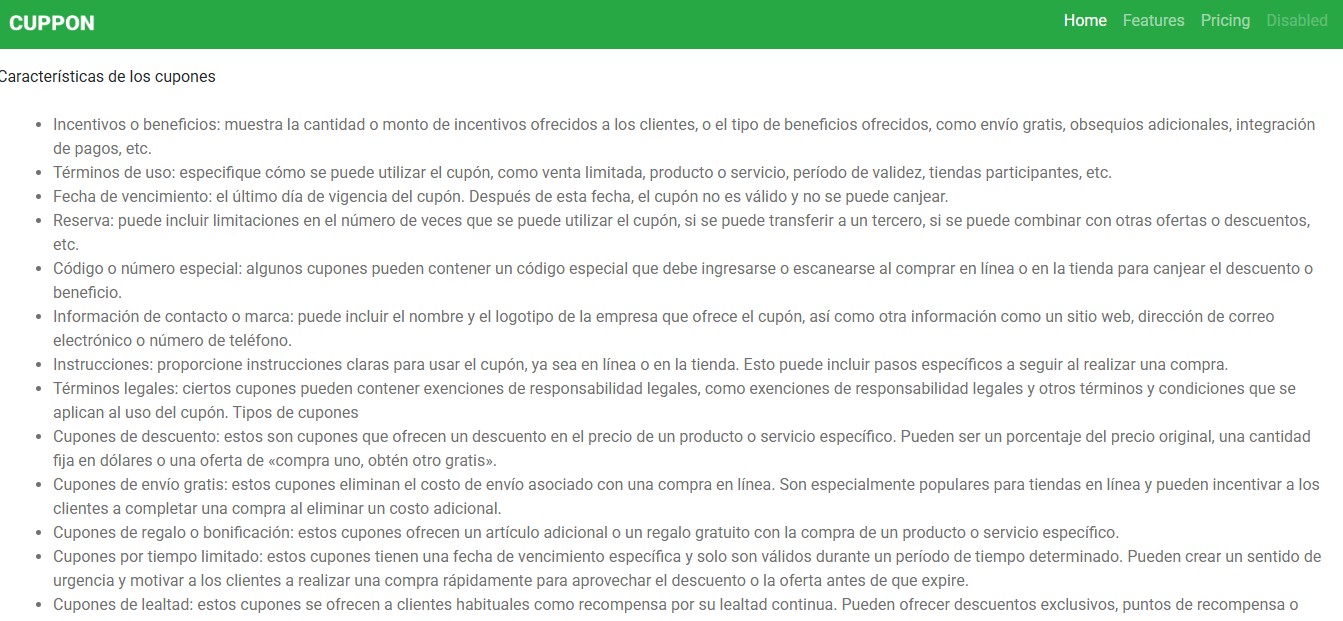 CUPPON
Home Features Pricing Disabled
Características de los cupones
Incentivos o beneficios: muestra la cantidad o monto de incentivos ofrecidos a los clientes, o el tipo de beneficios ofrecidos, como envío gratis, obsequios adicionales, integración
de pagos, etc.
Términos de uso: especifique cómo se puede utilizar el cupón, como venta limitada, producto o servicio, período de validez, tiendas participantes, etc.
Fecha de vencimiento: el último día de vigencia del cupón. Después de esta fecha, el cupón no es válido y no se puede canjear.
Reserva: puede incluir limitaciones en el número de veces que se puede utilizar el cupón, si se puede transferir a un tercero, si se puede combinar con otras ofertas o descuentos,
etc.
Código o número especial: algunos cupones pueden contener un código especial que debe ingresarse o escanearse al comprar en línea o en la tienda para canjear el descuento o
beneficio.
Información de contacto o marca: puede incluir el nombre y el logotipo de la empresa que ofrece el cupón, así como otra información como un sitio web, dirección de correo
electrónico o número de teléfono.
Instrucciones: proporcione instrucciones claras para usar el cupón, ya sea en línea o en la tienda. Esto puede incluir pasos específicos a seguir al realizar una compra.
Términos legales: ciertos cupones pueden contener exenciones de responsabilidad legales, como exenciones de responsabilidad legales y otros términos y condiciones que se
aplican al uso del cupón. Tipos de cupones
Cupones de descuento: estos son cupones que ofrecen un descuento en el precio de un producto o servicio específico. Pueden ser un porcentaje del precio original, una cantidad
fija en dólares o una oferta de «compra uno, obtén otro gratis».
Cupones de envío gratis: estos cupones eliminan el costo de envío asociado con una compra en línea. Son especialmente populares para tiendas en línea y pueden incentivar a los
clientes a completar una compra al eliminar un costo adicional.
Cupones de regalo o bonificación: estos cupones ofrecen un artículo adicional o un regalo gratuito con la compra de un producto o servicio específico.
Cupones por tiempo limitado: estos cupones tienen una fecha de vencimiento específica y solo son válidos durante un período de tiempo determinado. Pueden crear un sentido de
urgencia y motivar a los clientes a realizar una compra rápidamente para aprovechar el descuento o la oferta antes de que expire.
Cupones de lealtad: estos cupones se ofrecen a clientes habituales como recompensa por su lealtad continua. Pueden ofrecer descuentos exclusivos, puntos de recompensa o